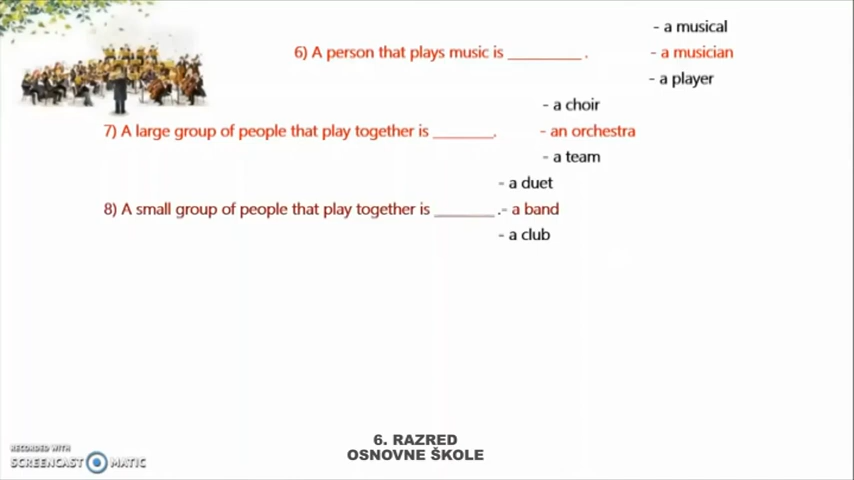 - a musical
6) A person that plays music is _________ .
- a musician
- a player
- a choir
7) A large group of people that play together is ________.
- an orchestra
- a team
- a duet
8) A small group of people that play together is ________ .
- a band
- a club
6. RAZRED
OSNOVNE ŠKOLE
RECORDED WITH
SCREENCAST MATIC